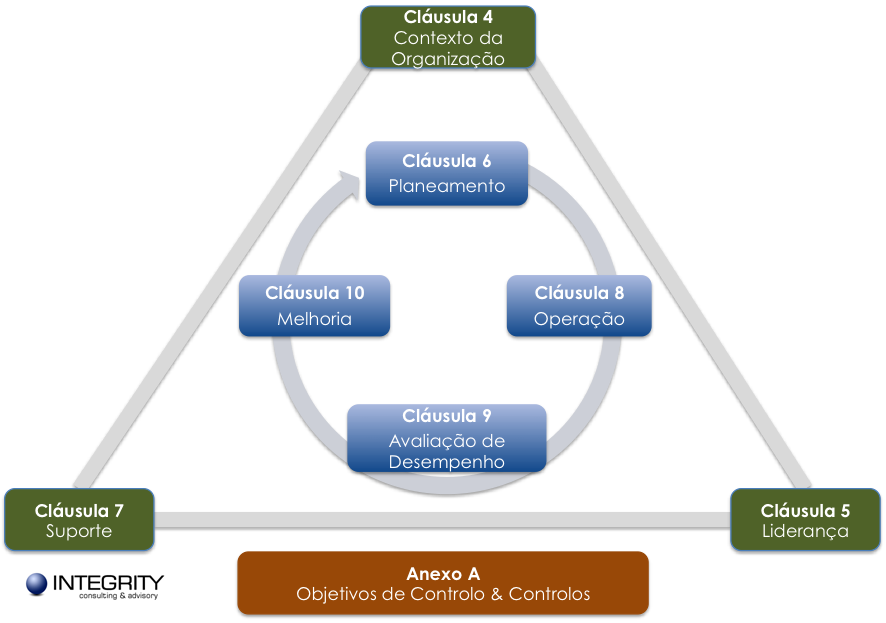 Cláusula 4
Contexto da
Organização
Cláusula 6
Planeamento
Cláusula 10
Melhoria
Cláusula 8
Operação
Cláusula 9
Avaliação de
Desempenho
Cláusula 7
Suporte
Cláusula 5
Liderança
Anexo A
Objetivos de Controlo & Controlos
INTEGRITY
consulting & advisory